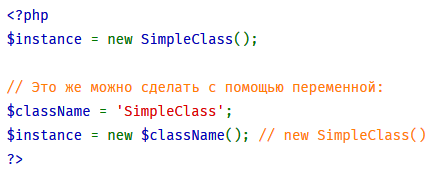 <?php
$instance = new SimpleClass();

// Это же можно сделать с помощью переменной:
$className = 'SimpleClass';
$instance = new $className(); // new SimpleClass()
?>